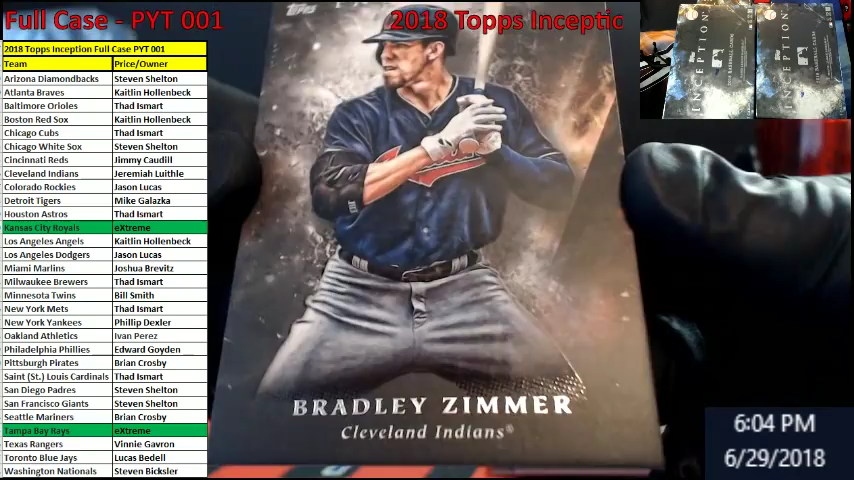 Full Case - PYT 001
2018 Topps Inceptic
2018 Topps Inception Full Case PYT 001
Team Price/Owner
Arizona Diamondbacks Steven Shelton
Atlanta Braves Kaitlin Hollenbeck
Baltimore Orioles Thad Ismart
Boston Red Sox Kaitlin Hollenbeck
Chicago Cubs Thad Ismart
Chicago White Sox Steven Shelton
Cincinnati Reds Jimmy Caudill
Cleveland Indians Jeremiah Luithle
Colorado Rockies Jason Lucas
Detroit Tigers Mike Galazka
Houston Astros Thad Ismart
Kansas City Royals eXtreme
Los Angeles Angels Kaitlin Hollenbeck
Los Angeles Dodgers Jason Lucas
Miami Marlins Joshua Brevitz
Milwaukee Brewers Thad Ismart
Minnesota Twins Bill Smith
New York Mets Thad Ismart
New York Yankees Phillip Dexler
Oakland Athletics Ivan Perez
Philadelphia Phillies Edward Goyden
Pittsburgh Pirates Brian Crosby
Saint (St.) Louis Cardinals Thad Ismart
San Diego Padres Steven Shelton
San Francisco Giants Steven Shelton
Seattle Mariners Brian Crosby
Tampa Bay Rays eXtreme
Texas Rangers Vinnie Gavron
Toronto Blue Jays Lucas Bedell
Washington Nationals Steven Bicksler
Topps
BRADLEY ZIMMER
Cleveland Indians®
INCEPTION
INCEPTION
6:04 PM
6/29/2018